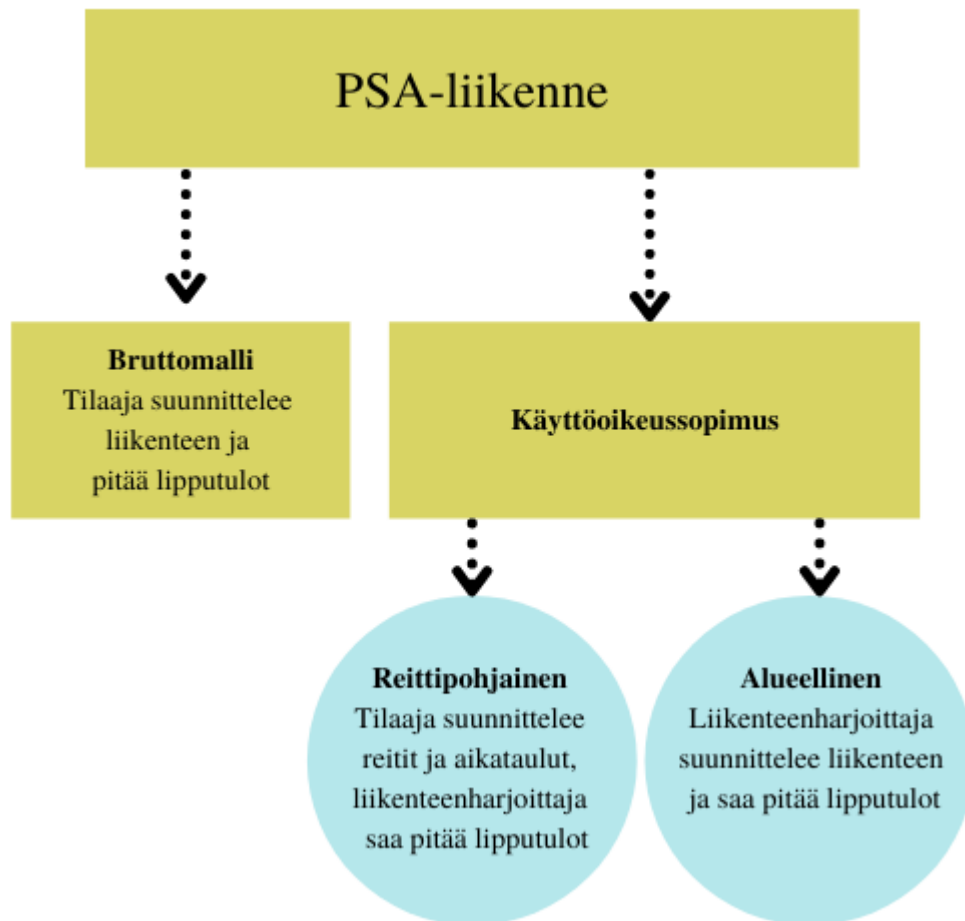 PSA-liikenne
Bruttomalli
Tilaaja suunnittelee
liikenteen ja
pitää lipputulot
Käyttöoikeussopimus
Reittipohjainen
Tilaaja suunnittelee
reitit ja aikataulut,
liikenteenharjoittaja
saa pitää lipputulot
Alueellinen
Liikenteenharjoittaja
suunnittelee liikenteen
ja saa pitää lipputulot